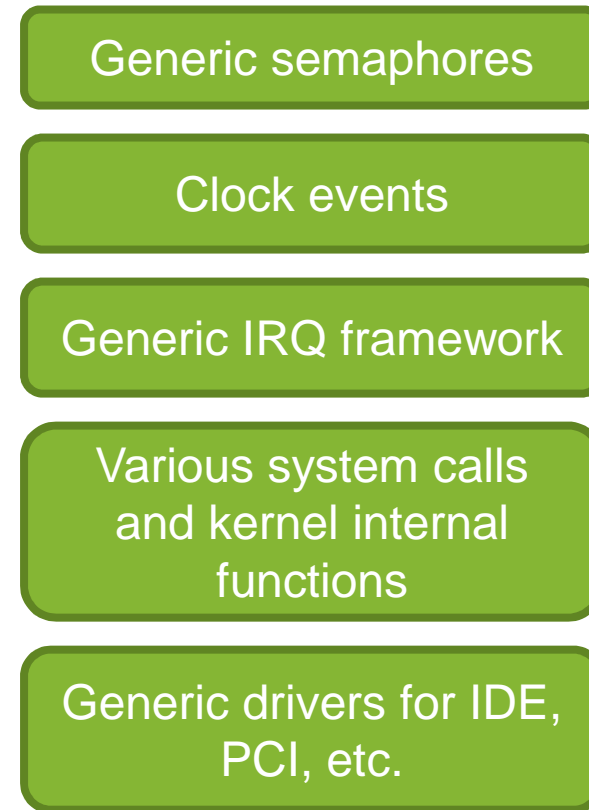 Generic semaphores
Clock events
Generic IRQ framework
Various system calls
and kernel internal
functions
Generic drivers for IDE,
PCI, etc.